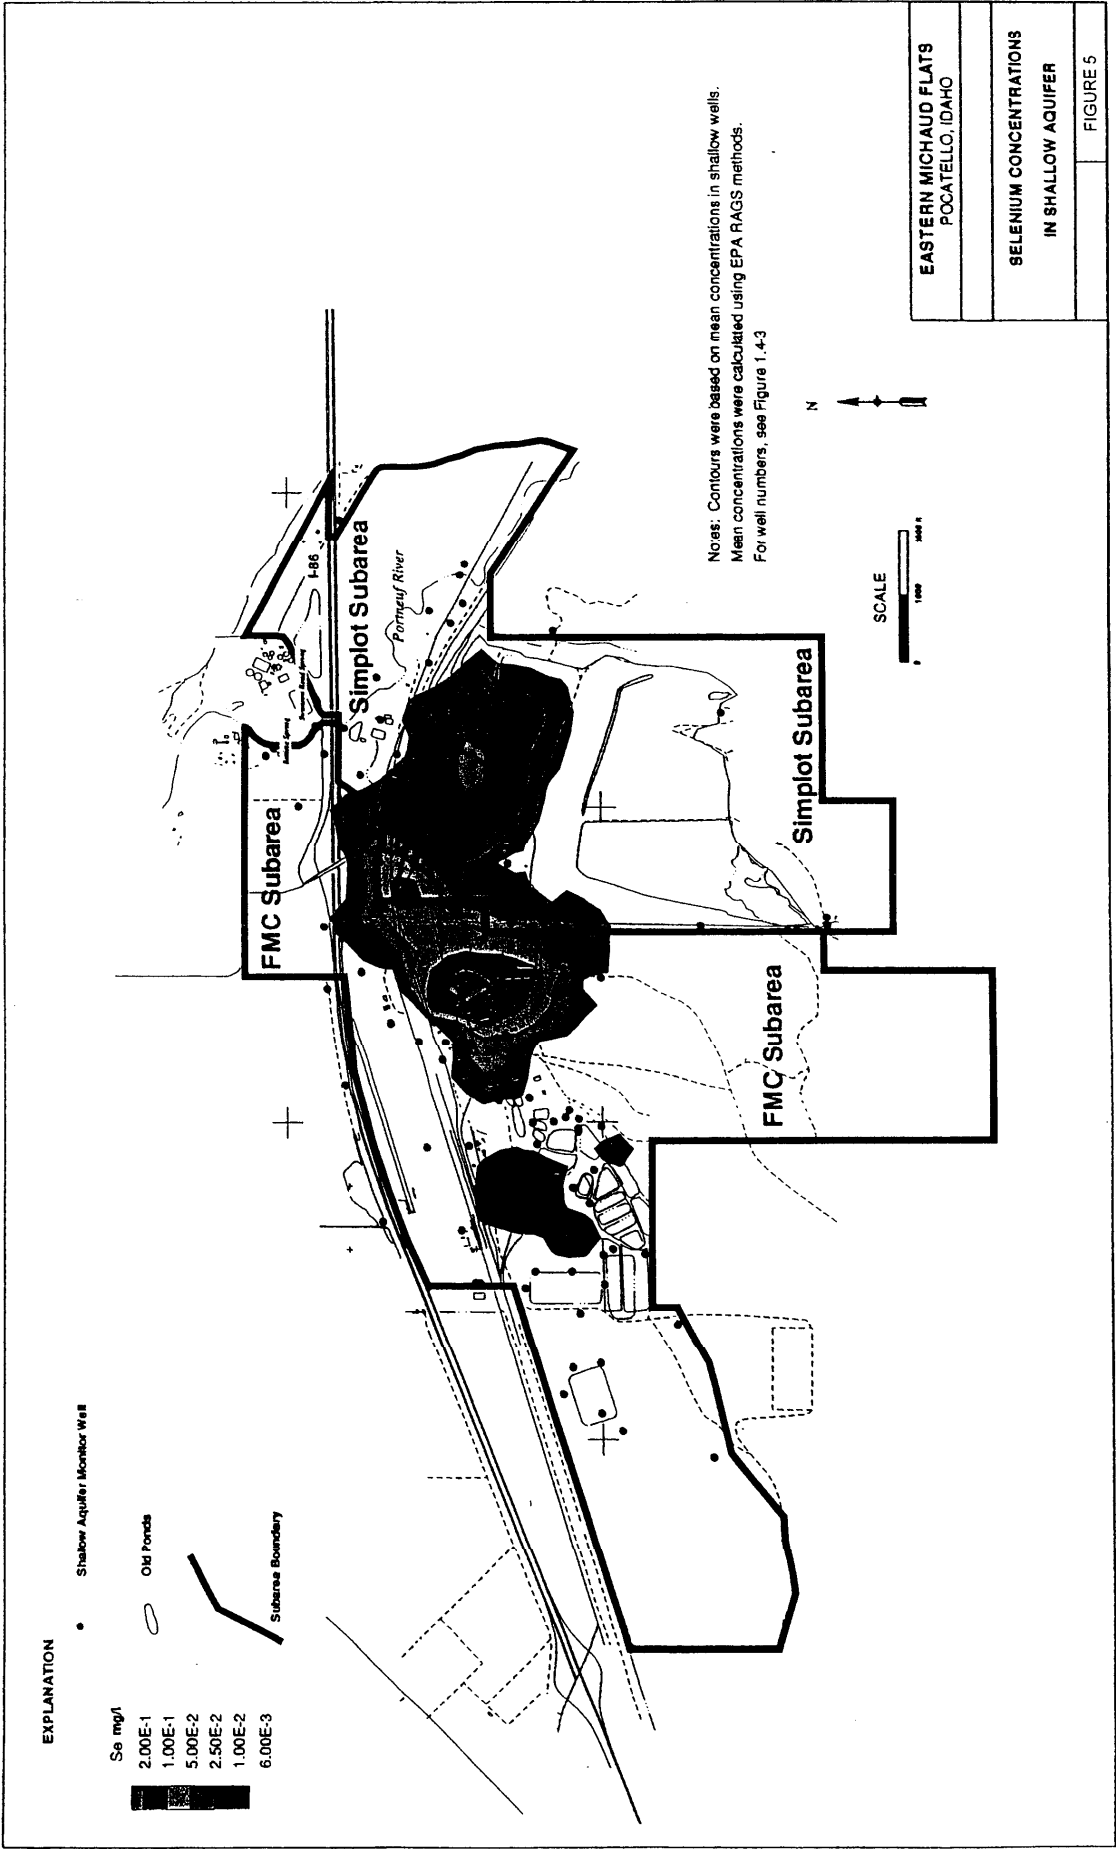 EXPLANATION
Se mg/l
2.00E-1
1.00E-1
5.00E-2
2.50E-2
1.00E-2
6.00E-3
Shallow Aquifer Monitor Well
Old Ponds
Subarea Boundary
FMC Subarea
I-86
Simplot Subarea
Portneuf River
FMC Subarea
Simplot Subarea
Notes: Contours were based on mean concentrations in shallow wells.
Mean concentrations were calculated using EPA RAGS methods.
For well numbers, see Figure 1.4-3
N
SCALE
0
EASTERN MICHAUD FLATS
POCATELLO, IDAHO
SELENIUM CONCENTRATIONS
IN SHALLOW AQUIFER
FIGURE 5